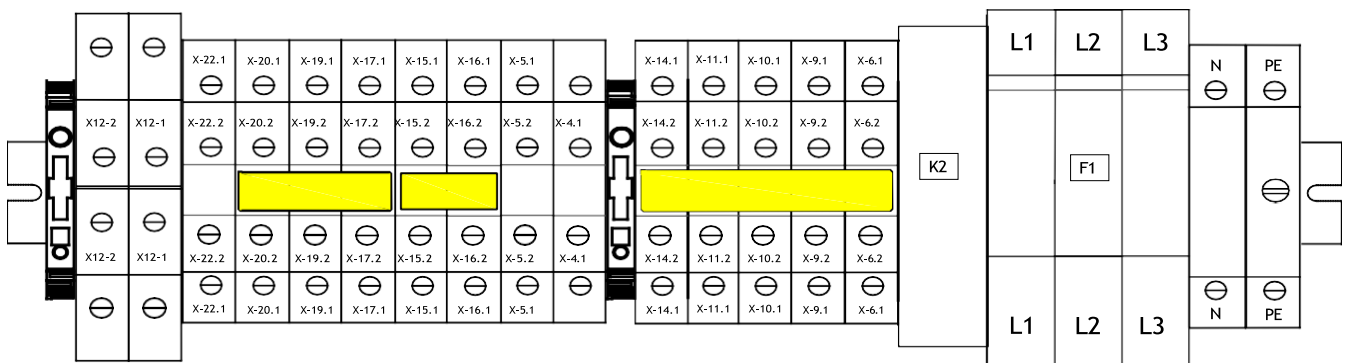 L1 L2 L3
X-22.1 X-20.1 X-19.1 X-17.1 X-15.1 X-16.1 X-5.1 X-14.1 X-11.1 X-10.1 X-9.1 X-6.1 N PE
X12-2 X12-1 X-22.2 X-20.2 X-19.2 X-17.2 X-15.2 X-16.2 X-5.2 X-4.1 X-14.2 X-11.2 X-10.2 X-9.2 X-6.2
K2 F1
X12-2 X12-1 X-22.2 X-20.2 X-19.2 X-17.2 X-15.2 X-16.2 X-5.2 X-4.1 X-14.2 X-11.2 X-10.2 X-9.2 X-6.2
X-22.1 X-20.1 X-19.1 X-17.1 X-15.1 X-16.1 X-5.1 X-14.1 X-11.1 X-10.1 X-9.1 X-6.1 N PE
L1 L2 L3